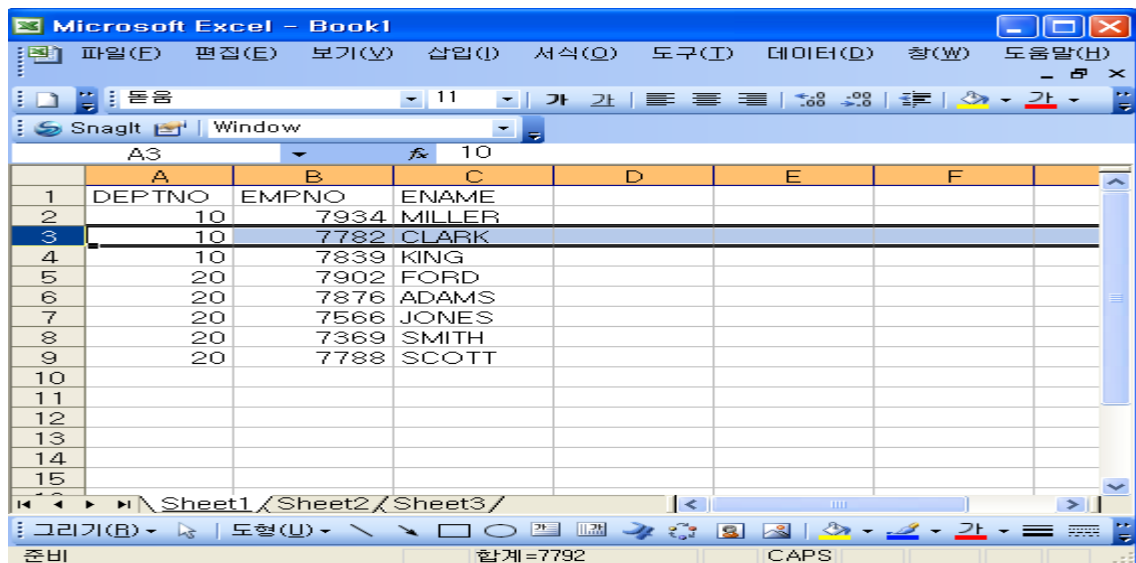 Microsoft Excel - Book1
파일(F) 편집(E) 보기(V) 삽입(I) 서식(O) 도구(T) 데이터(D) 창(W) 도움말(H)
돋움 11 가 가 가
SnagIt Window
A3 fx 10
A B C D E F
1 DEPTNO EMPNO ENAME
2 10 7934 MILLER
3 10 7782 CLARK
4 10 7839 KING
5 20 7902 FORD
6 20 7876 ADAMS
7 20 7566 JONES
8 20 7369 SMITH
9 20 7788 SCOTT
10
11
12
13
14
15
Sheet1 Sheet2 Sheet3
그리기(R) 도형(U) 가
준비 합계=7792 CAPS